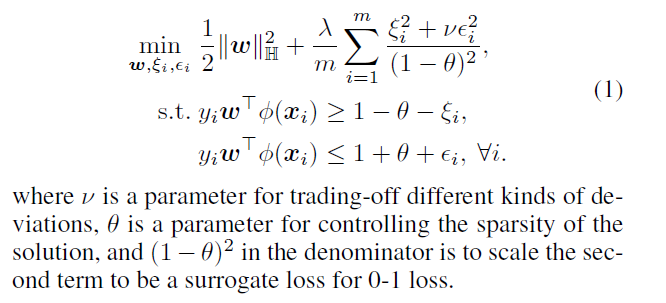 min_{w,ξ_i,ϵ_i} 1/2 ‖w‖²_ℍ + λ/m ∑_{i=1}^{m} (ξ_i² + νϵ_i²)/(1 − θ)²,
(1)
s.t. y_i w^⊤ ϕ(x_i) ≥ 1 − θ − ξ_i,
y_i w^⊤ ϕ(x_i) ≤ 1 + θ + ϵ_i, ∀i.
where ν is a parameter for trading-off different kinds of de-
viations, θ is a parameter for controlling the sparsity of the
solution, and (1 − θ)² in the denominator is to scale the sec-
ond term to be a surrogate loss for 0-1 loss.